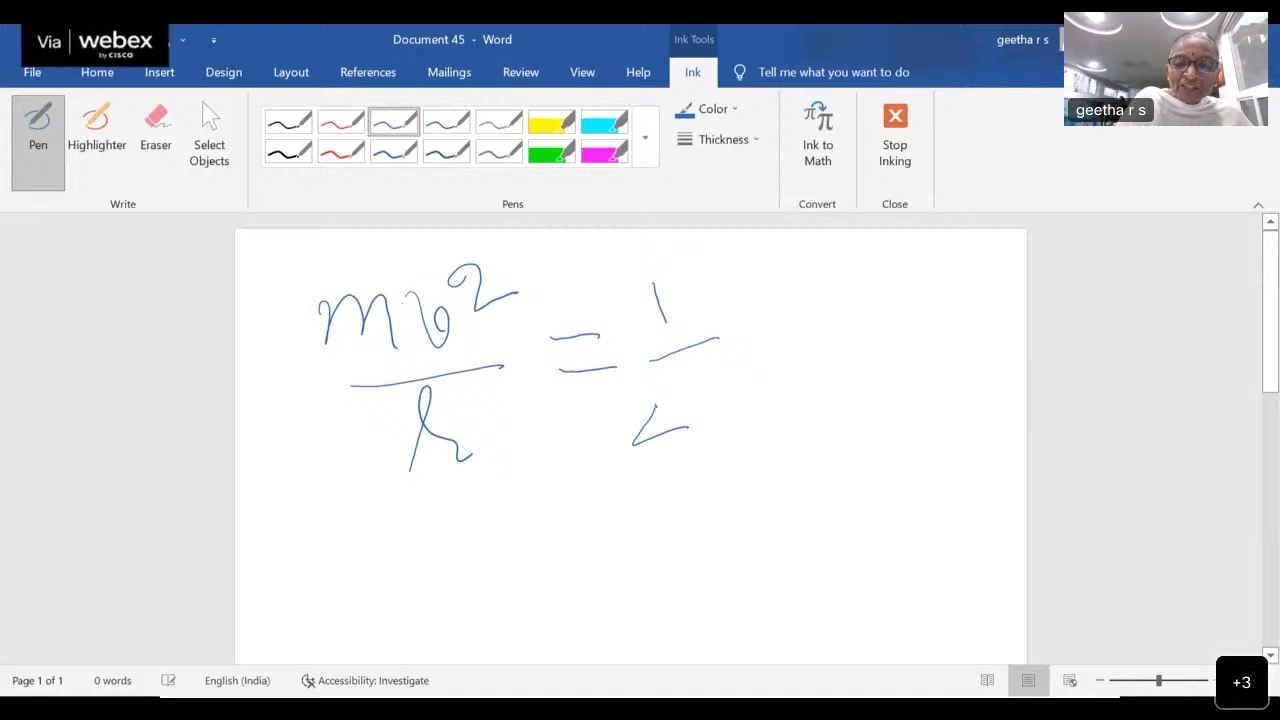 Via webex by CISCO
Document 45 - Word
Ink Tools
geetha r s
File Home Insert Design Layout References Mailings Review View Help Ink Tell me what you want to do
geetha r s
Pen Highlighter Eraser Select Objects
Color
Thickness
Ink to Math
Stop Inking
Write Pens Convert Close
mv² = 1
r
Page 1 of 1 0 words English (India) Accessibility: Investigate
+3